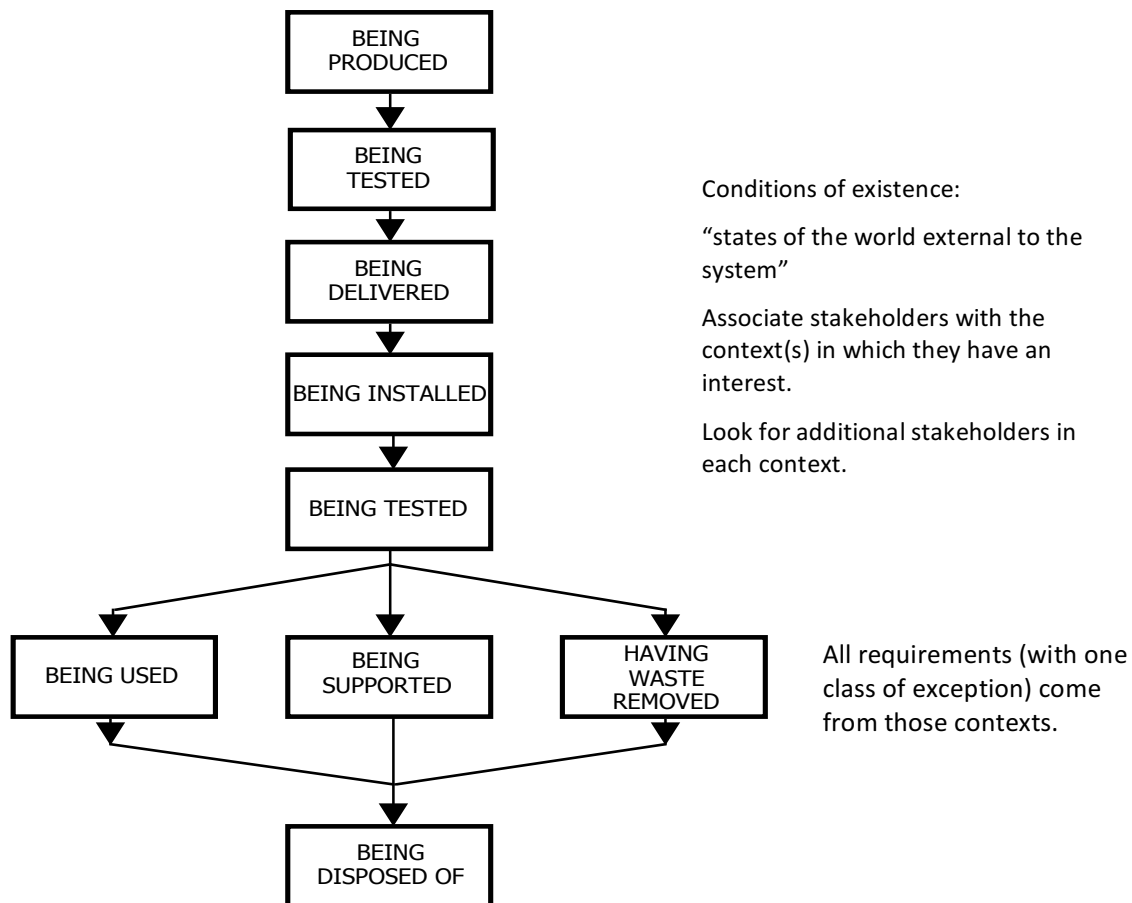 BEING
PRODUCED
BEING
TESTED
BEING
DELIVERED
BEING INSTALLED
BEING TESTED
BEING USED
BEING
SUPPORTED
HAVING
WASTE
REMOVED
BEING
DISPOSED OF
Conditions of existence:
“states of the world external to the
system”
Associate stakeholders with the
context(s) in which they have an
interest.
Look for additional stakeholders in
each context.
All requirements (with one
class of exception) come
from those contexts.